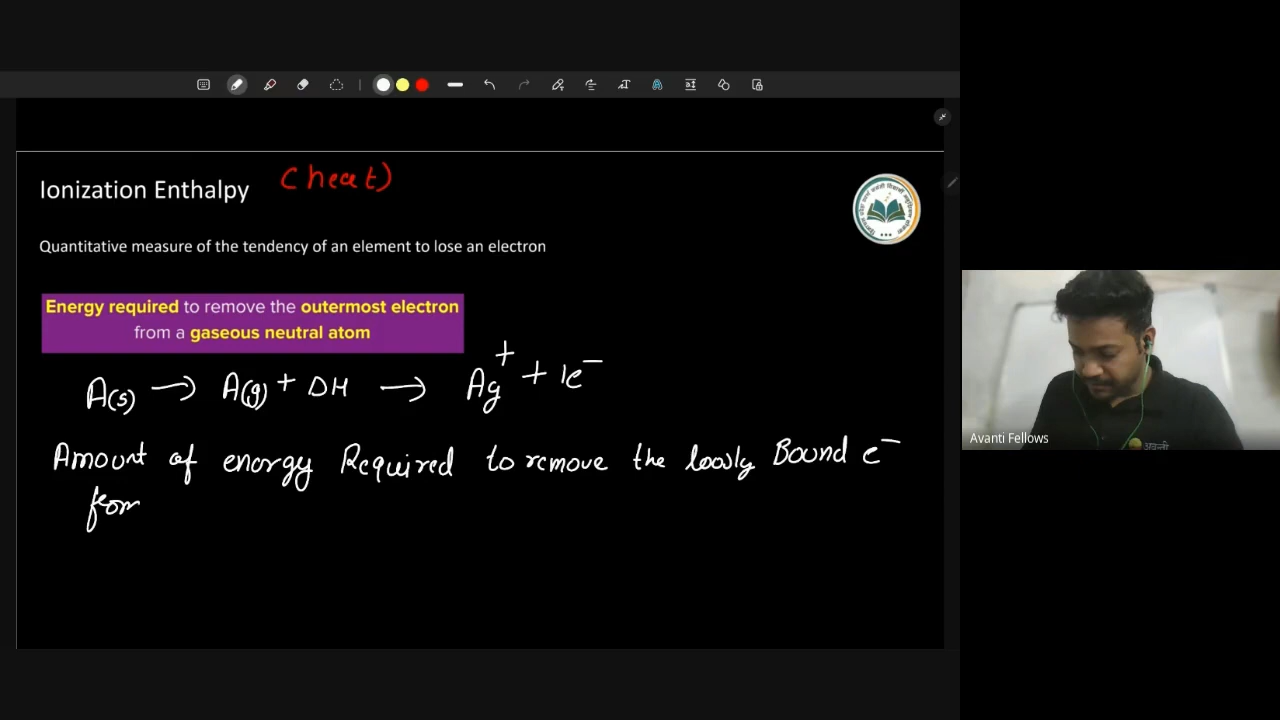 Ionization Enthalpy (heat)
Quantitative measure of the tendency of an element to lose an electron
Energy required to remove the outermost electron
from a gaseous neutral atom
A(s) → A(g) + DH → Ag⁺ + 1e⁻
Amount of energy Required to remove the loosly Bound e⁻
from
Avanti Fellows